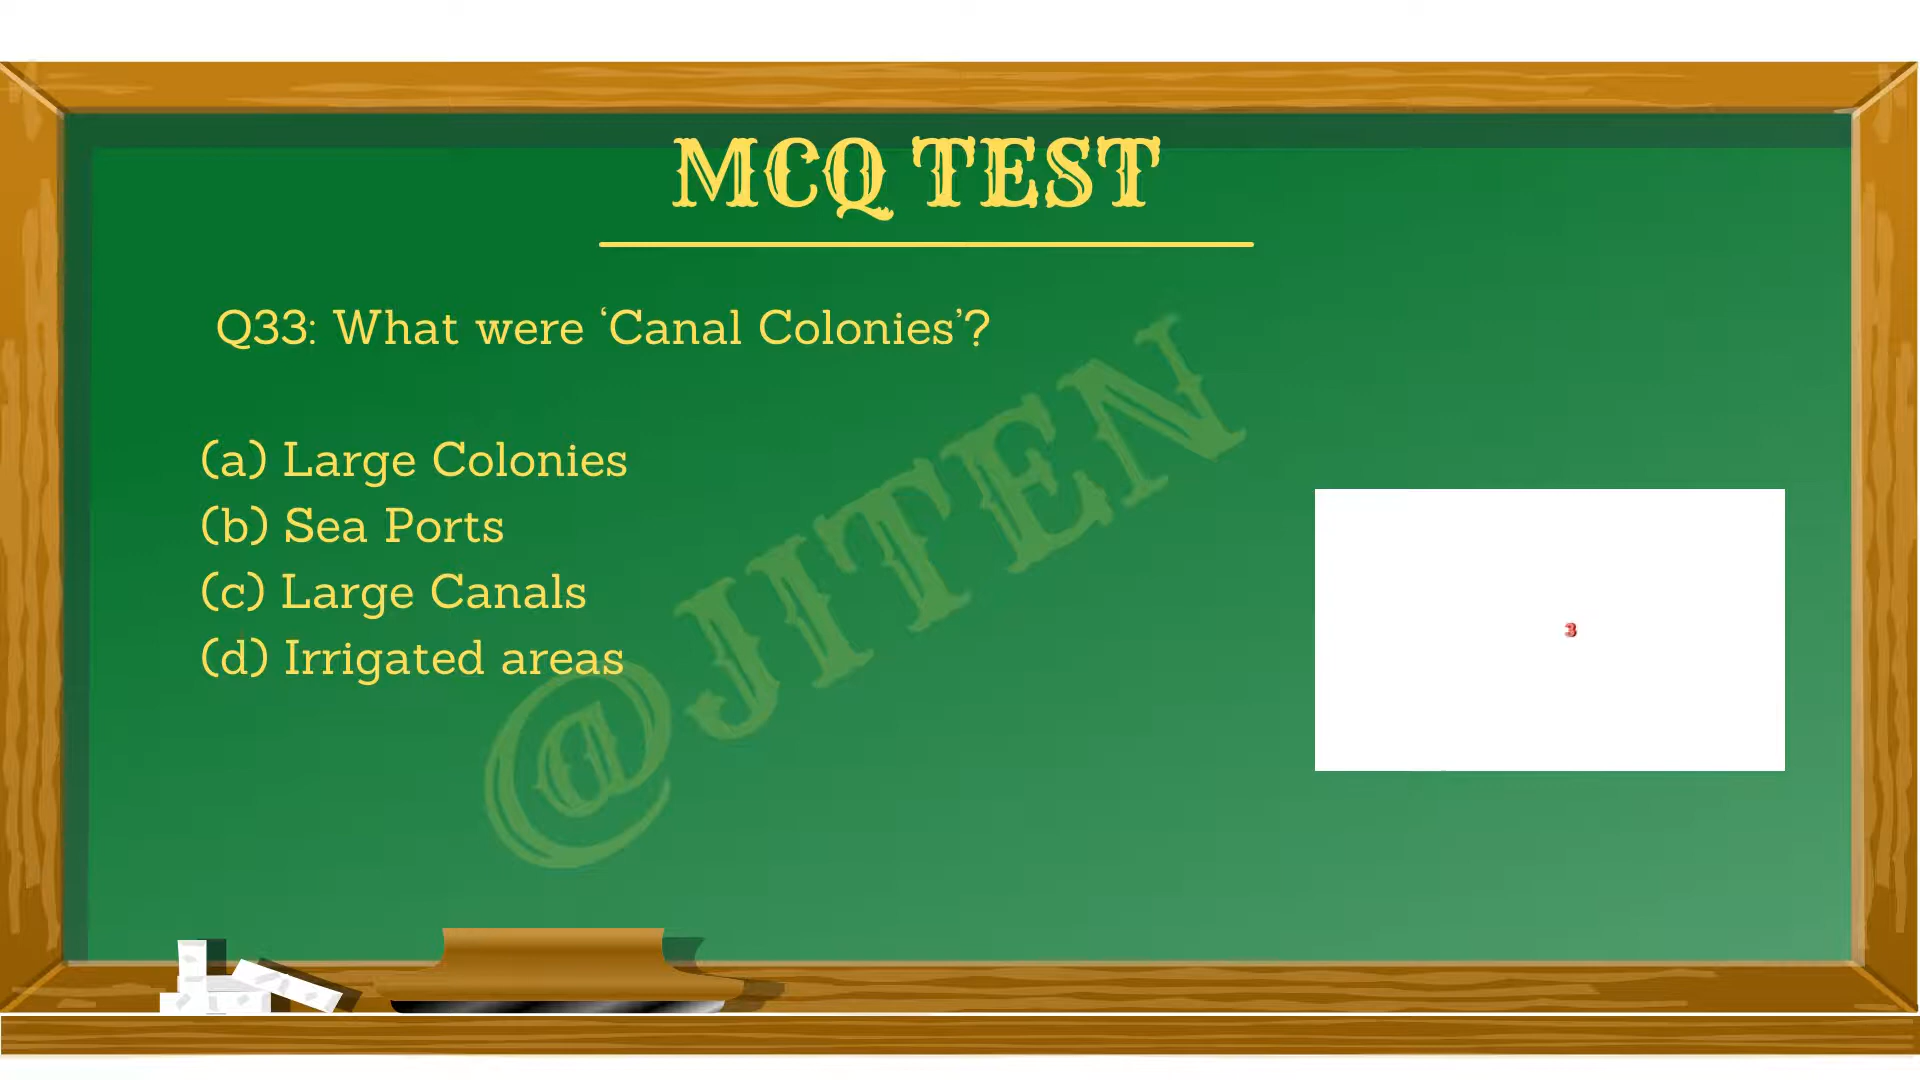 MCQ TEST
Q33: What were ‘Canal Colonies’?
(a) Large Colonies
(b) Sea Ports
(c) Large Canals
(d) Irrigated areas
@JITEN
3